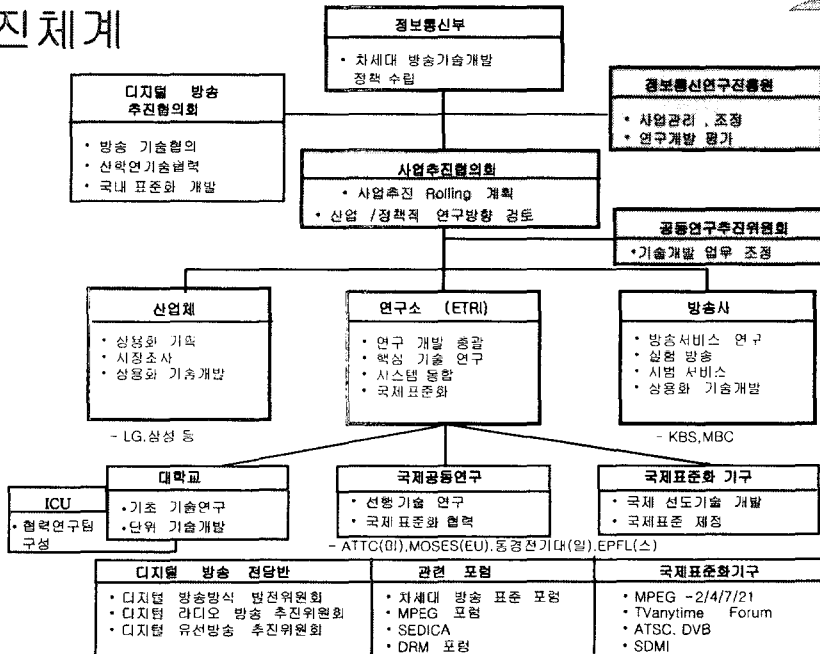 진체계
정보통신부
• 차세대 방송기술개발
정책 수립
디지털 방송
추진협의회
• 방송 기술협의
• 산학연기술협력
• 국내 표준화 개발
정보통신연구진흥원
• 사업관리 , 조정
• 연구개발 평가
사업추진협의회
• 사업추진 Rolling 계획
• 산업 /정책적 연구방향 검토
공동연구추진위원회
•기술개발 업무 조정
산업체
• 상용화 기획
• 시장조사
• 상용화 기술개발
- LG.삼성 등
연구소 (ETRI)
• 연구 개발 총괄
• 핵심 기술 연구
• 시스템 통합
• 국제표준화
방송사
• 방송서비스 연구
• 실험 방송
• 시범 서비스
• 상용화 기술개발
- KBS,MBC
ICU
• 협력연구팀
구성
대학교
•기초 기술연구
•단위 기술개발
국제공동연구
• 선행기술 연구
• 국제표준화 협력
- ATTC(미),MOSES(EU).동경전기대(일).EPFL(스)
국제표준화 기구
• 국제 선도기술 개발
• 국제표준 제정
디지털 방송 전담반
• 디지털 방송방식 발전위원회
• 디지털 라디오 방송 추진위원회
• 디지털 유선방송 추진위원회
관련 포럼
• 차세대 방송 표준 포럼
• MPEG 포럼
• SEDICA
• DRM 포럼
국제표준화기구
• MPEG -2/4/7/21
• TVanytime Forum
• ATSC. DVB
• SDMI